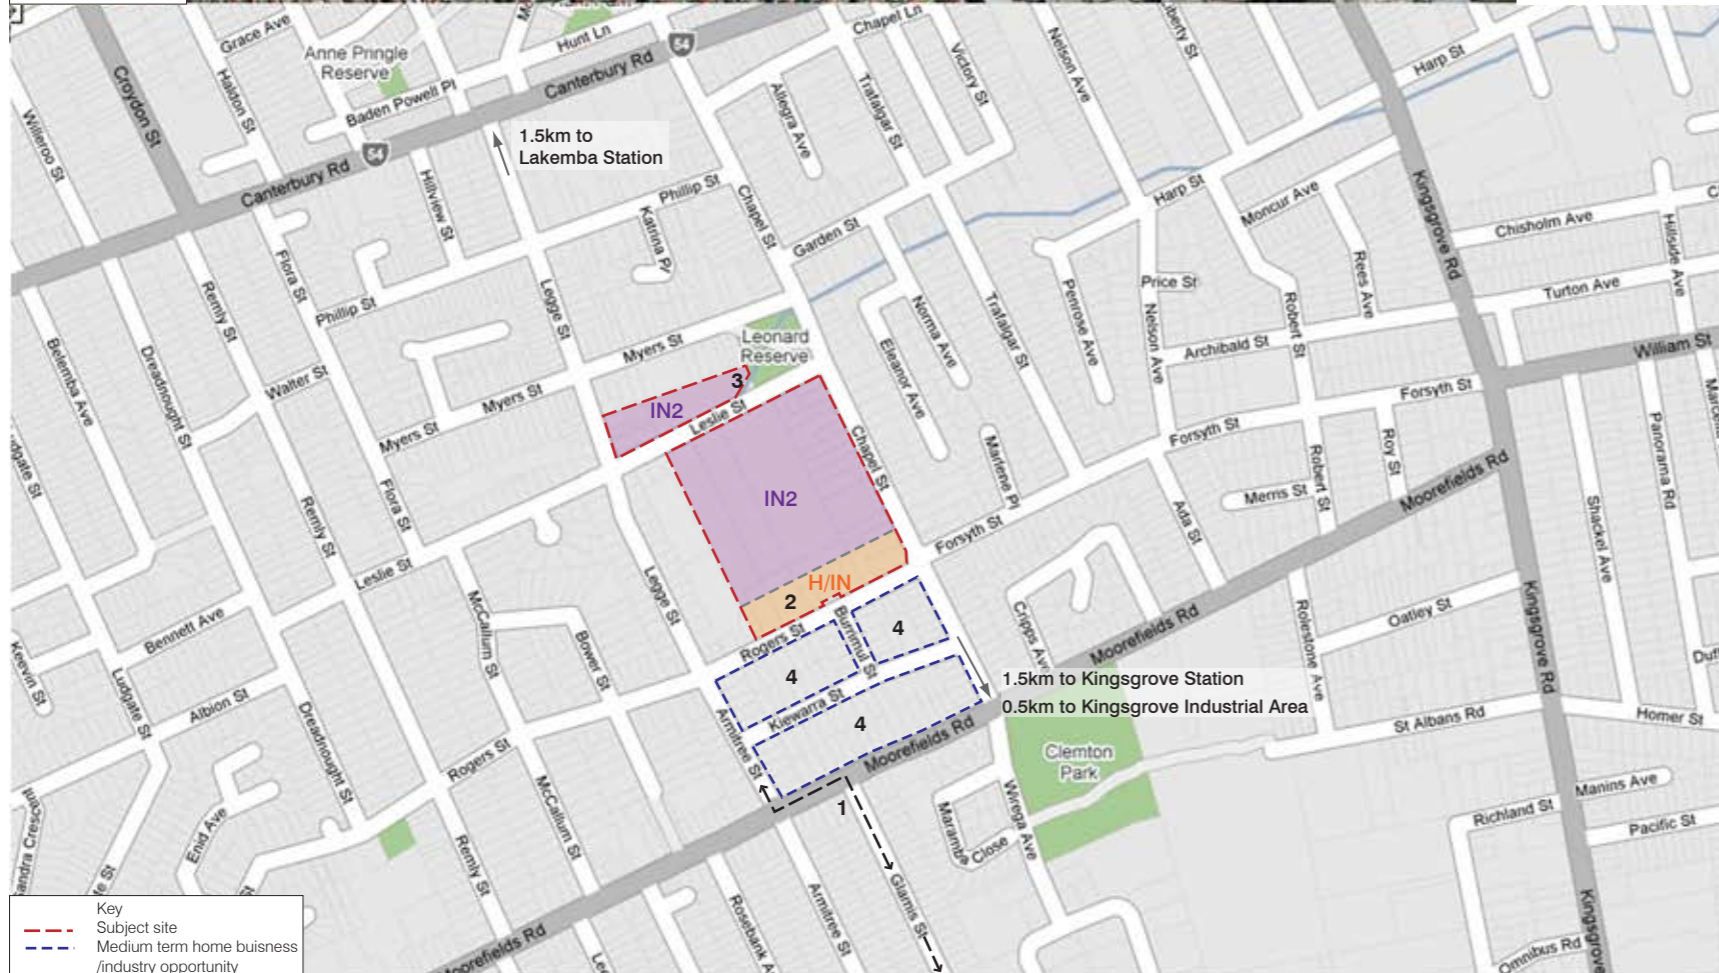 Grace Ave
Hunt Ln
Chapel Ln
Anne Pringle
Reserve
Croydon St
Haldon St
Baden Powell Pl
Canterbury Rd
54
Victory St
Nelson Ave
Harp St
Willeroo St
Allegra Ave
Trafalgar St
1.5km to
Lakemba Station
54
Canterbury Rd
Hillview St
Phillip St
Katrina Pl
Chapel St
Garden St
Harp St
Moncur Ave
Kingsgrove Rd
Chisholm Ave
Hillside Ave
Flora St
Remly St
Phillip St
Legge St
Price St
Rees Ave
Turton Ave
Penrose Ave
Nelson Ave
Robert St
Norma Ave
Trafalgar St
Belemba Ave
Dreadnought St
Walter St
Myers St
Leonard
Reserve
Eleanor Ave
Archibald St
William St
3
IN2
Leslie St
Myers St
Myers St
Forsyth St
Forsyth St
Chapel St
Marlene Pl
Roy St
Robert St
Panorama Rd
Moorefields Rd
IN2
Merris St
Ada St
Shackel Ave
Remly St
Flora St
Forsyth St
Leslie St
Legge St
H/IN
2
McCallum St
Bennett Ave
Bower St
Rogers St
Burrimul St
4
Cripps Ave
Moorefields Rd
Rolestone Ave
Oatley St
Kingsgrove Rd
Keevin St
Ludgate St
Albion St
Dreadnought St
4
Kiewarra St
4
Armitree St
1.5km to Kingsgrove Station
0.5km to Kingsgrove Industrial Area
Moorefields Rd
St Albans Rd
Homer St
Clemton
Park
Rogers St
McCallum St
1
Wirega Ave
Close
Manins Ave
Richland St
Pacific St
Enid Ave
Remly St
Glamis St
Armitree St
Moorefields Rd
Omnibus Rd
Kingsgrove
Key
Subject site
Medium term home buisness
/industry opportunity